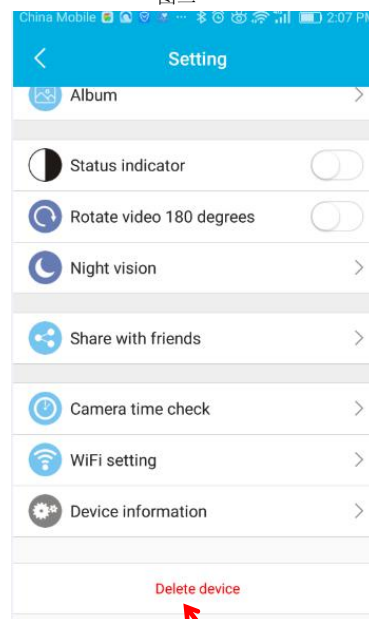 China Mobile 2:07 PM
Setting
Album
Status indicator
Rotate video 180 degrees
Night vision
Share with friends
Camera time check
WiFi setting
Device information
Delete device